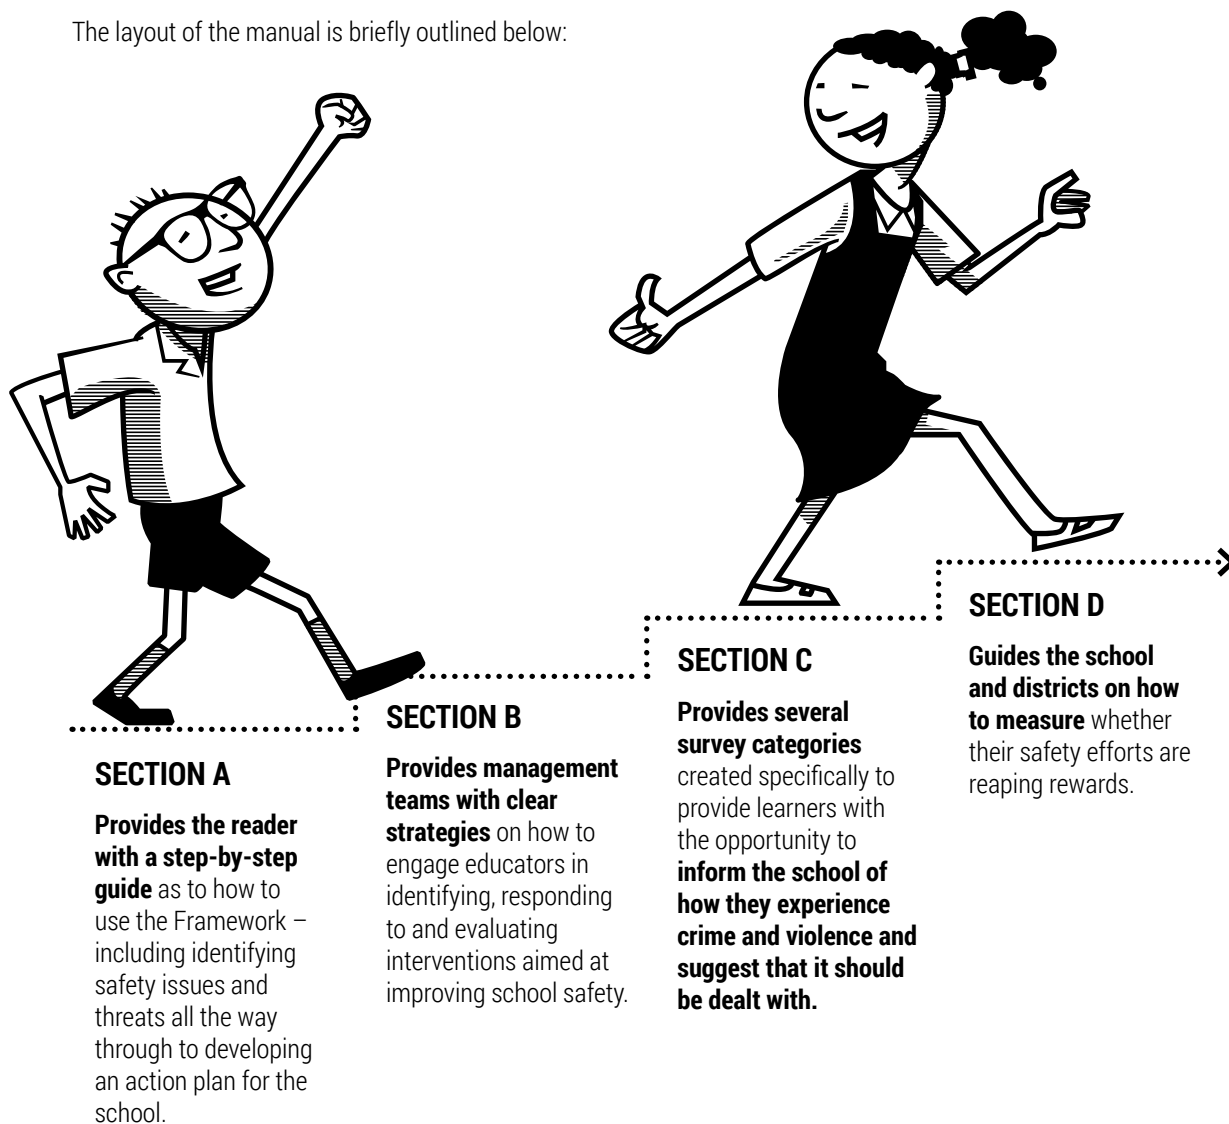 The layout of the manual is briefly outlined below:
SECTION A
Provides the reader
with a step-by-step
guide as to how to
use the Framework –
including identifying
safety issues and
threats all the way
through to developing
an action plan for the
school.
SECTION B
Provides management
teams with clear
strategies on how to
engage educators in
identifying, responding
to and evaluating
interventions aimed at
improving school safety.
SECTION C
Provides several
survey categories
created specifically to
provide learners with
the opportunity to
inform the school of
how they experience
crime and violence and
suggest that it should
be dealt with.
SECTION D
Guides the school
and districts on how
to measure whether
their safety efforts are
reaping rewards.